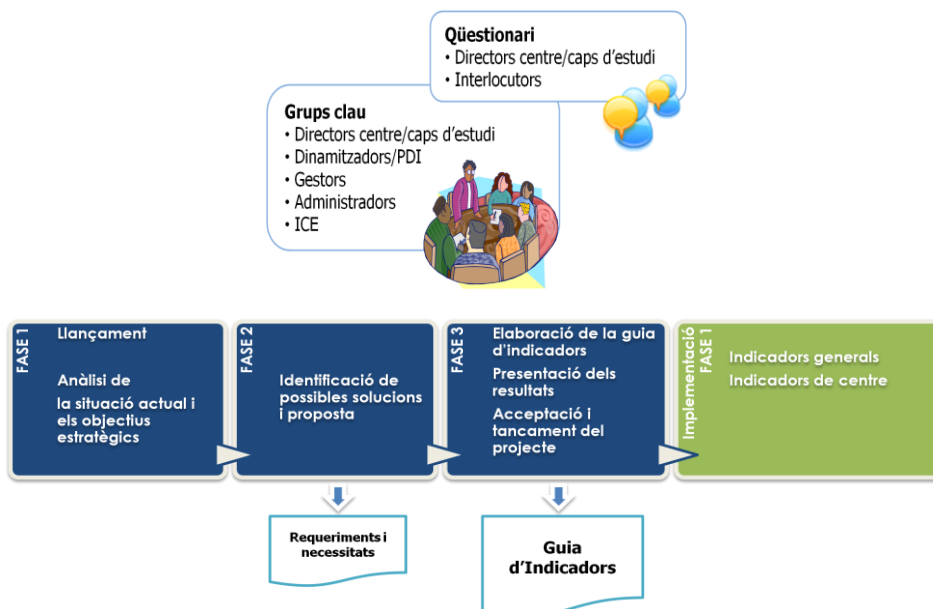 Qüestionari
• Directors centre/caps d'estudi
• Interlocutors
Grups clau
• Directors centre/caps d'estudi
• Dinamitzadors/PDI
• Gestors
• Administradors
• ICE
FASE 1
Llançament
Anàlisi de
la situació actual i
els objectius
estratègics
FASE 2
Identificació de
possibles solucions
i proposta
FASE 3
Elaboració de la guia
d'indicadors
Presentació dels
resultats
Acceptació i
tancament del
projecte
Implementació
FASE 1
Indicadors generals
Indicadors de centre
Requeriments i
necessitats
Guia
d'Indicadors